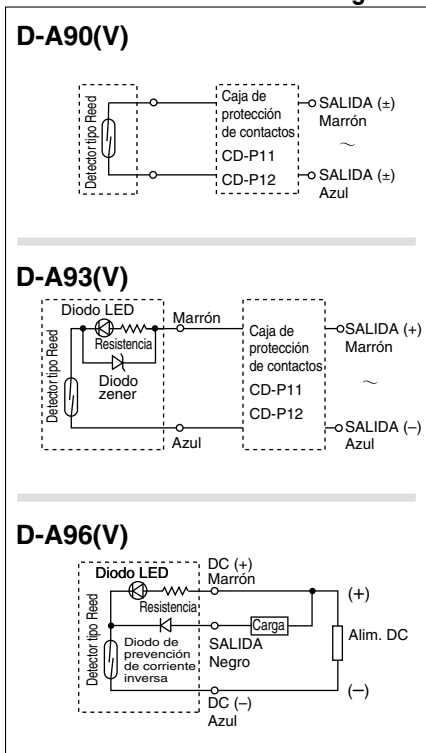 D-A90(V)
Detector tipo Reed
Caja de
protección
de contactos
CD-P11
CD-P12
SALIDA (±)
Marrón
∼
SALIDA (±)
Azul
D-A93(V)
Diodo LED
Resistencia
Diodo
zener
Detector tipo Reed
Marrón
Azul
Caja de
protección
de contactos
CD-P11
CD-P12
SALIDA (+)
Marrón
∼
SALIDA (–)
Azul
D-A96(V)
Diodo LED
Resistencia
Diodo de
prevención
de corriente
inversa
Detector tipo Reed
DC (+)
Marrón
Carga
SALIDA
Negro
DC (–)
Azul
(+)
Alim. DC
(–)